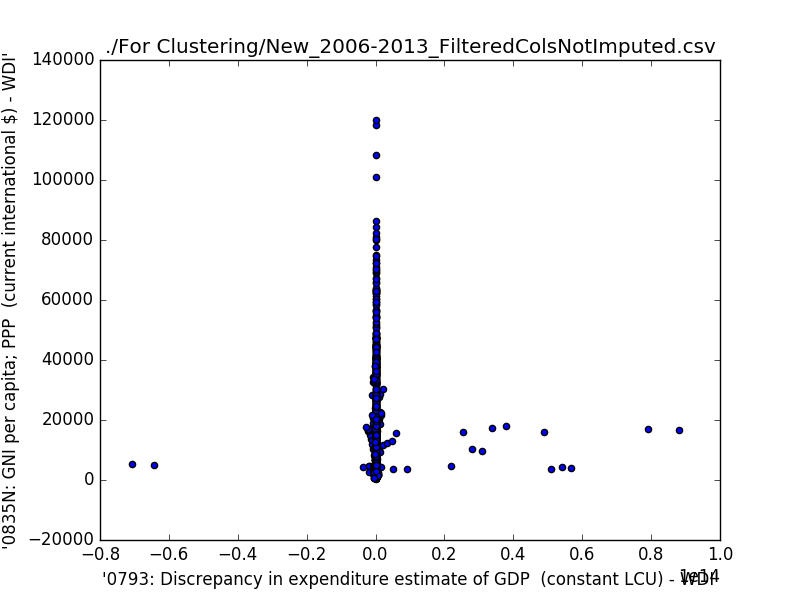 ./For Clustering/New_2006-2013_FilteredColsNotImputed.csv
'0835N: GNI per capita; PPP  (current international $) - WDI'
140000
120000
100000
80000
60000
40000
20000
0
−20000
−0.8 −0.6 −0.4 −0.2 0.0 0.2 0.4 0.6 0.8 1.0
1e14
'0793: Discrepancy in expenditure estimate of GDP  (constant LCU) - WDI'